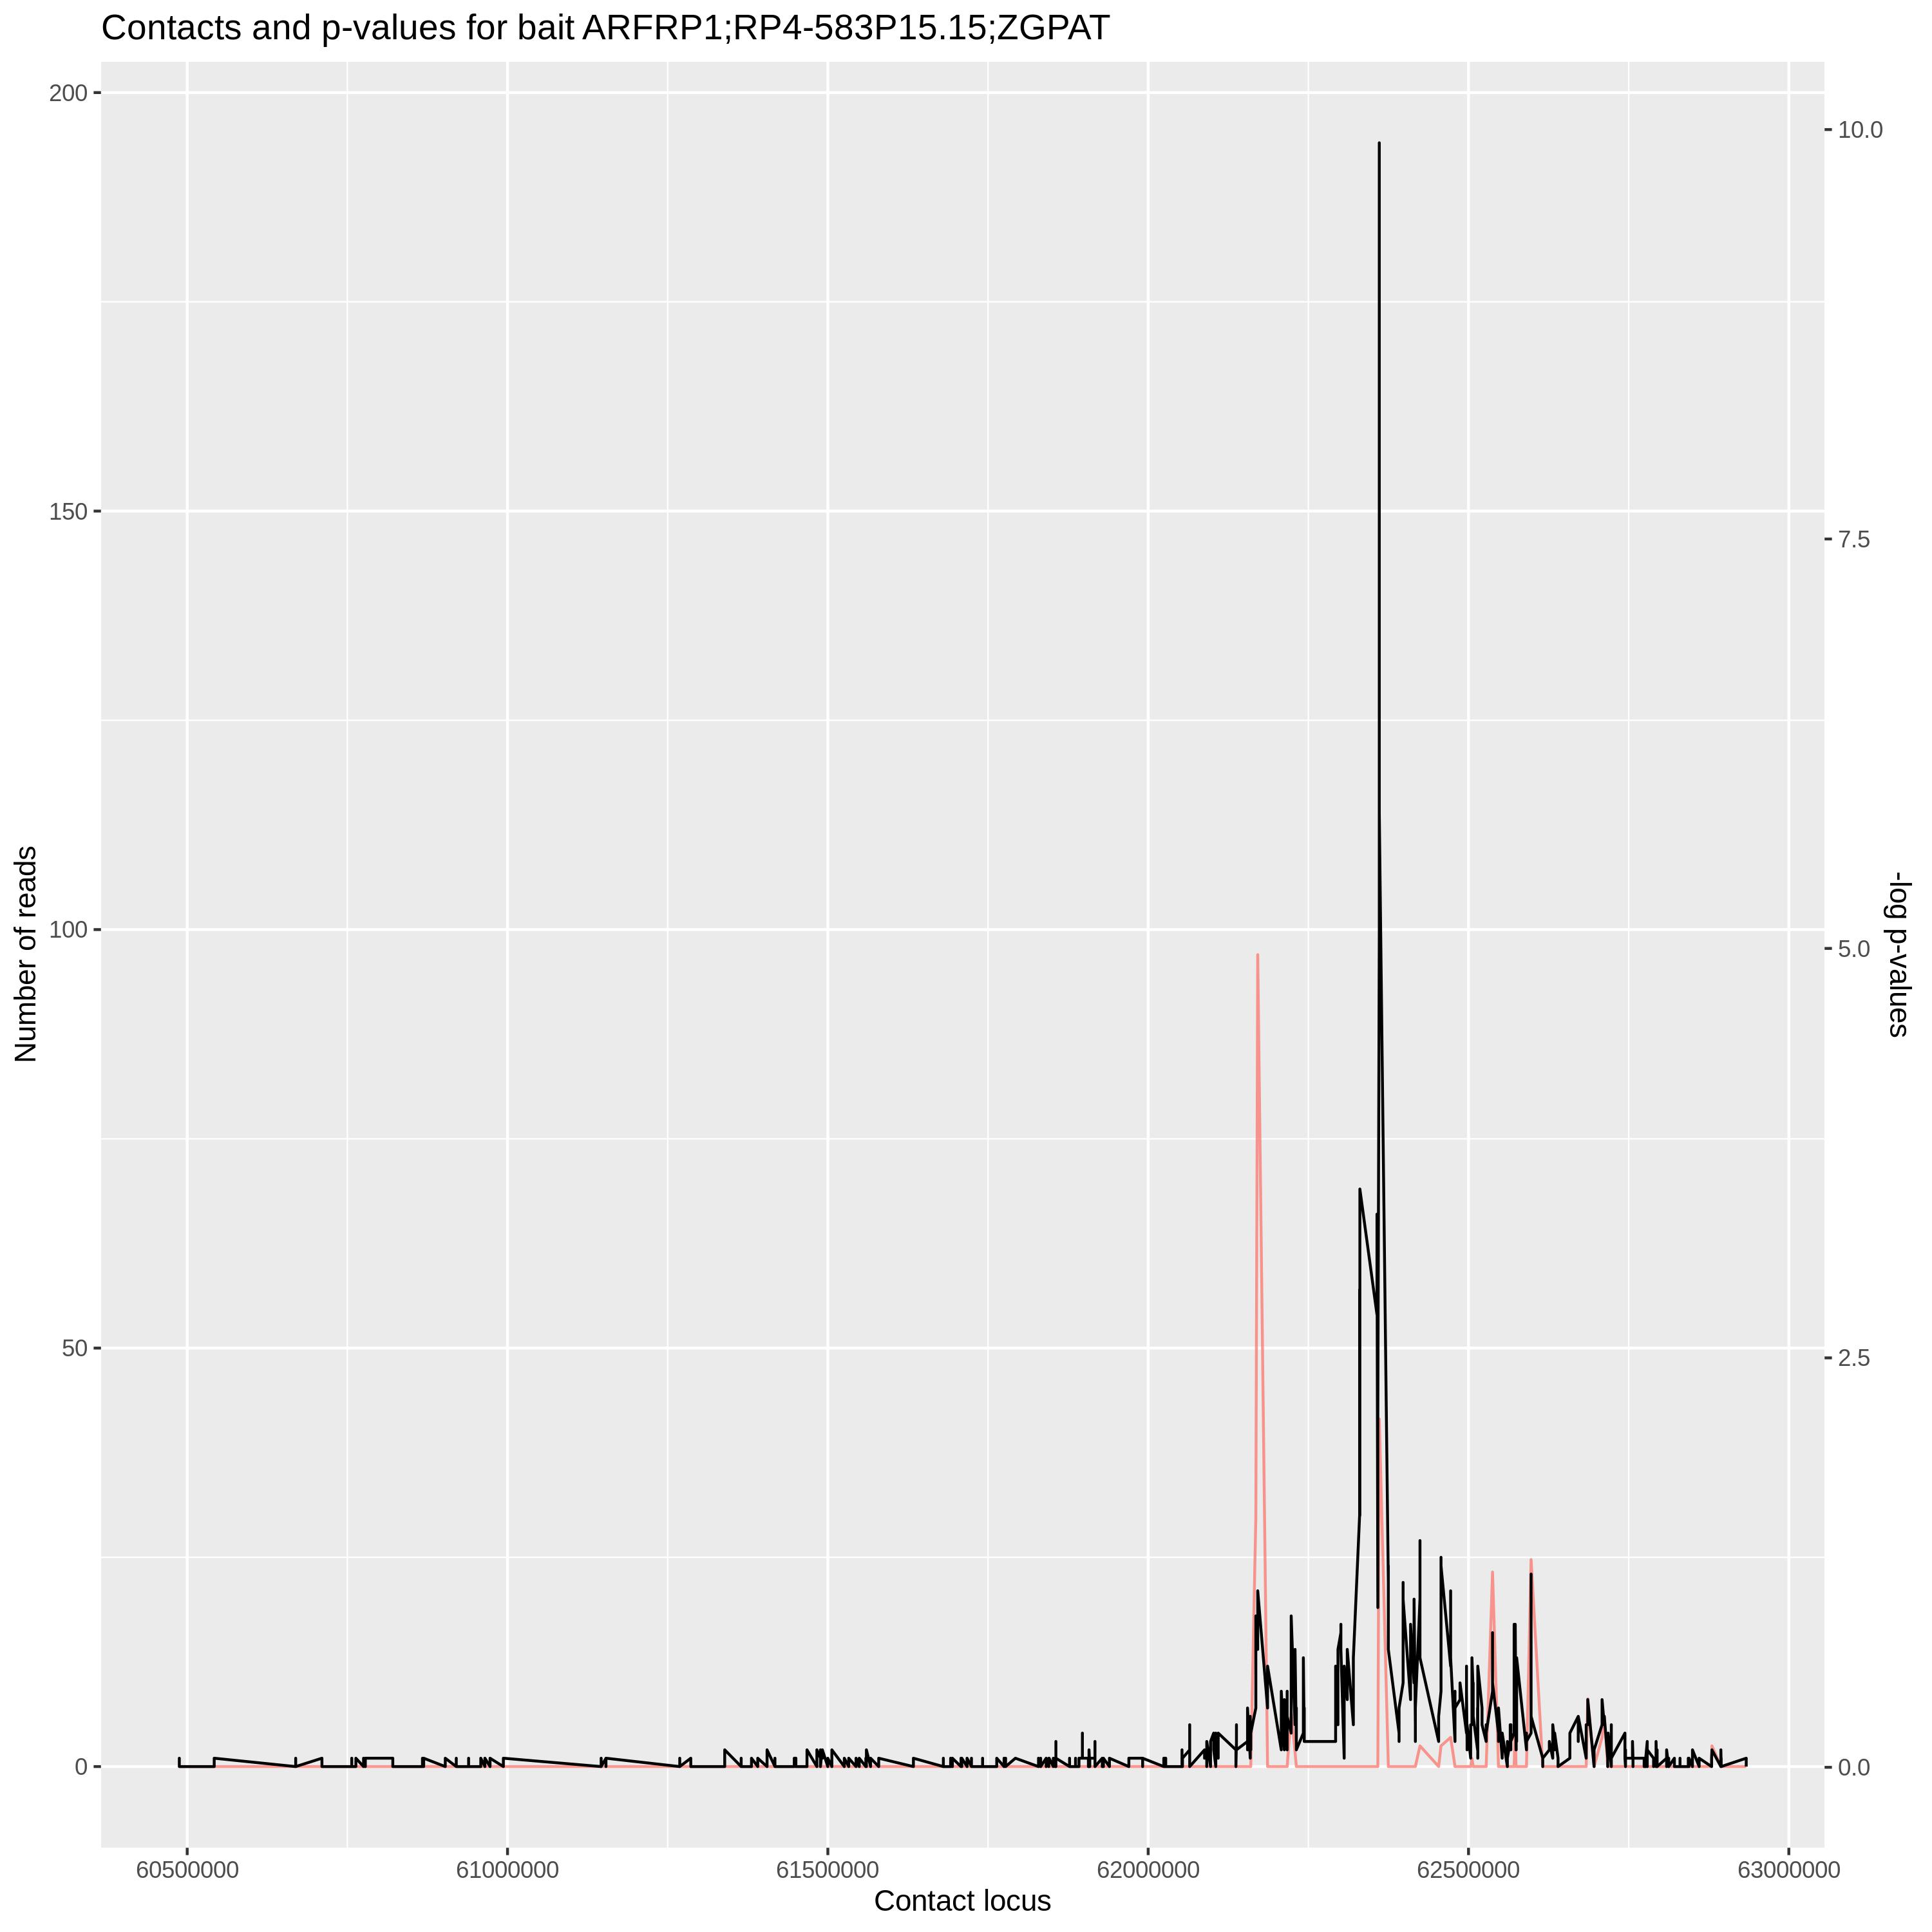 Contacts and p-values for bait ARFRP1;RP4-583P15.15;ZGPAT
200
150
100
50
0
Number of reads
10.0
7.5
5.0
2.5
0.0
-log p-values
60500000 61000000 61500000 62000000 62500000 63000000
Contact locus